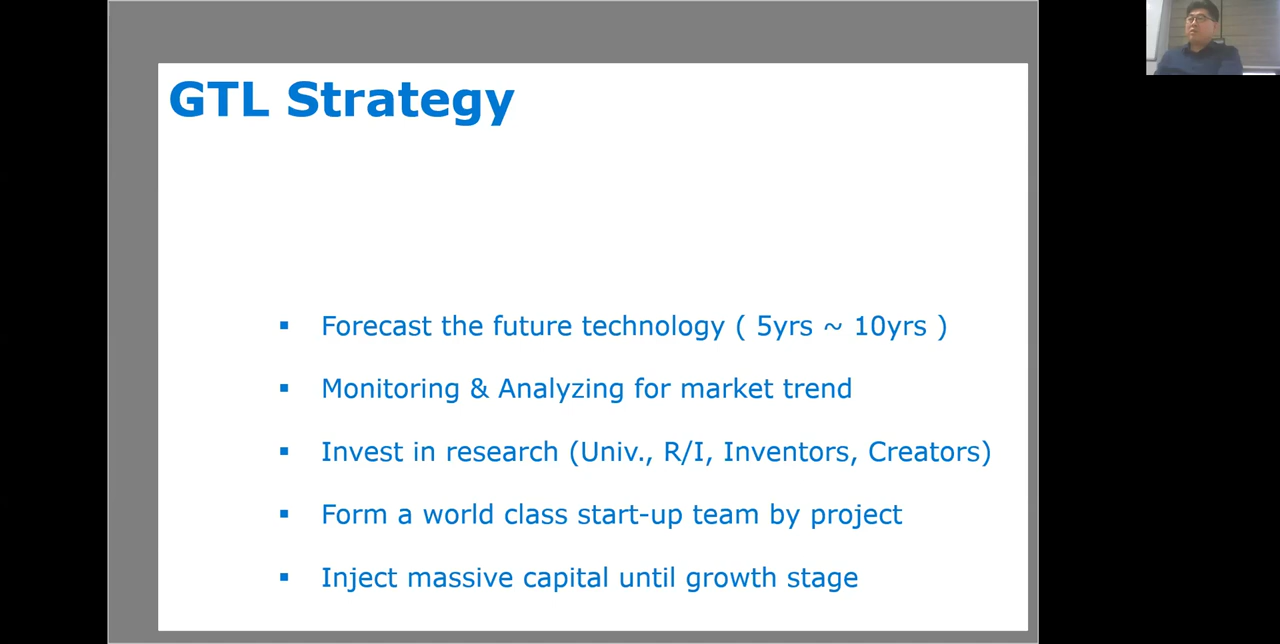 GTL Strategy
▪ Forecast the future technology ( 5yrs ~ 10yrs )
▪ Monitoring & Analyzing for market trend
▪ Invest in research (Univ., R/I, Inventors, Creators)
▪ Form a world class start-up team by project
▪ Inject massive capital until growth stage